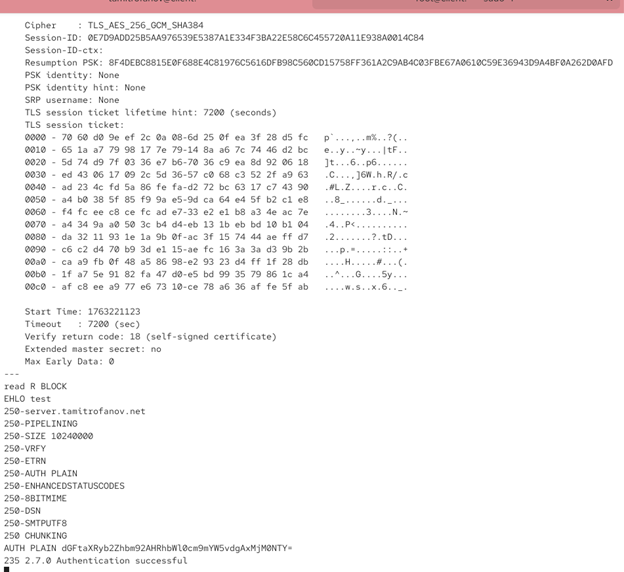 Cipher    : TLS_AES_256_GCM_SHA384
Session-ID: 0E7D9ADD25B5AA976539E5387A1E334F3BA22E58C6C455720A11E938A0014C84
Session-ID-ctx:
Resumption PSK: 8F4DEBC8815E0F688E4C81976C5616DFB98C560CD15758FF361A2C9AB4C03FBE67A0610C59E36943D9A4BF0A262D0AFD
PSK identity: None
PSK identity hint: None
SRP username: None
TLS session ticket lifetime hint: 7200 (seconds)
TLS session ticket:
0000 - 70 60 d0 9e ef 2c 0a 08-6d 25 0f ea 3f 28 d5 fc   p`...,..m%..?(..
0010 - 65 1a a7 79 98 17 7e 79-14 8a a6 7c 74 46 d2 bc   e..y..~y...|tF..
0020 - 5d 74 d9 7f 03 36 e7 b6-70 36 c9 ea 8d 92 06 18   ]t...6..p6......
0030 - ed 43 06 17 09 2c 5d 36-57 c0 68 c3 52 2f a9 63   .C...,]6W.h.R/.c
0040 - ad 23 4c fd 5a 86 fe fa-d2 72 bc 63 17 c7 43 90   .#L.Z....r.c..C.
0050 - a4 b0 38 5f 85 f9 9a e5-9d ca 64 e4 5f b2 c1 e8   ..8_......d._...
0060 - f4 fc ee c8 ce fc ad e7-33 e2 e1 b8 a3 4e ac 7e   ........3....N.~
0070 - a4 34 9a a0 50 3c b4 d4-eb 13 1b eb bd 10 b1 04   .4..P<..........
0080 - da 32 11 93 1e 1a 9b 0f-ac 3f 15 74 44 ae ff d7   .2.......?.tD...
0090 - c6 c2 d4 70 b9 3d e1 15-ae fc 16 3a 3a d3 9b 2b   ...p.=.....::..+
00a0 - ca a9 fb 0f 48 a5 86 98-e2 93 23 d4 ff 1f 28 db   ....H.....#...(.
00b0 - 1f a7 5e 91 82 fa 47 d0-e5 bd 99 35 79 86 1c a4   ..^...G....5y...
00c0 - af c8 ee a9 77 e6 73 10-ce 78 a6 36 af fe 5f ab   ....w.s..x.6.._.
Start Time: 1763221123
Timeout   : 7200 (sec)
Verify return code: 18 (self-signed certificate)
Extended master secret: no
Max Early Data: 0
---
read R BLOCK
EHLO test
250-server.tamitrofanov.net
250-PIPELINING
250-SIZE 10240000
250-VRFY
250-ETRN
250-AUTH PLAIN
250-ENHANCEDSTATUSCODES
250-8BITMIME
250-DSN
250-SMTPUTF8
250 CHUNKING
AUTH PLAIN dGFtaXRyb2Zhbm92AHRhbWl0cm9mYW5vdgAxMjM0NTY=
235 2.7.0 Authentication successful